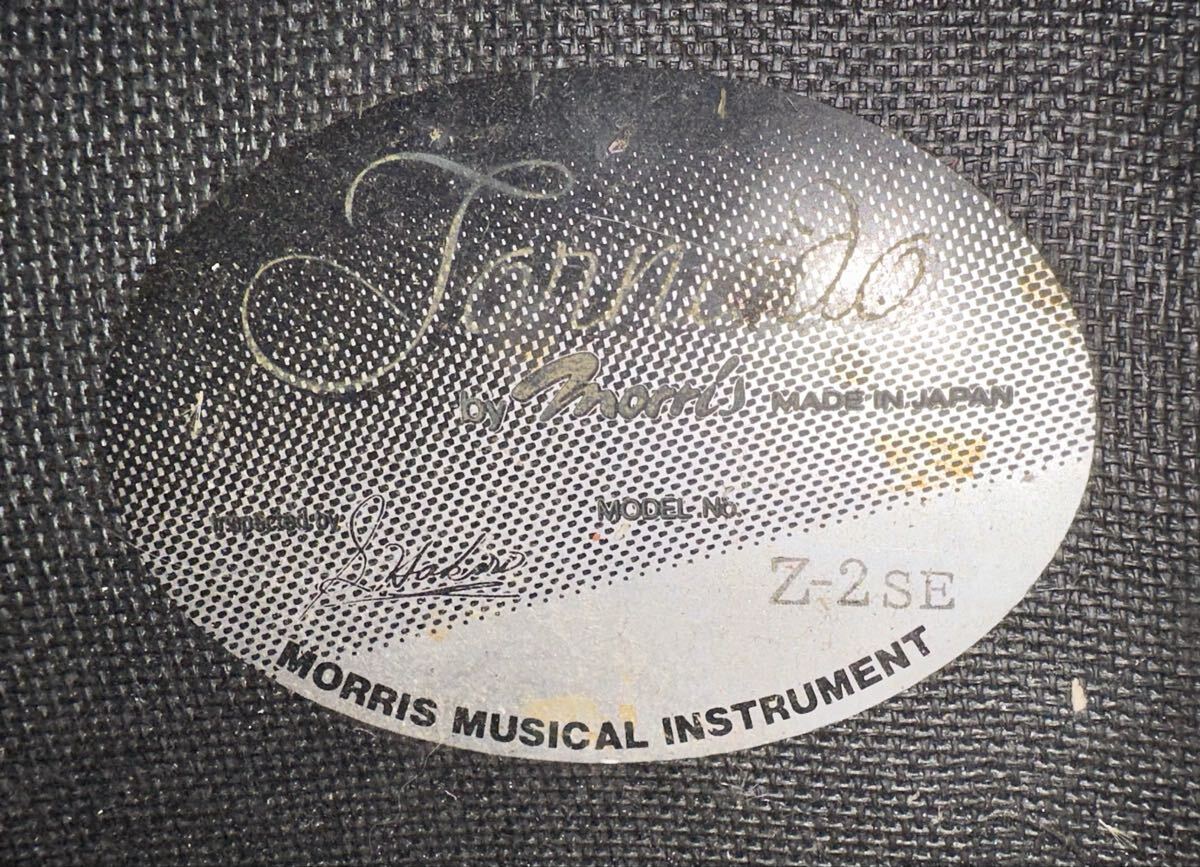 Tornado
by Morris MADE IN JAPAN
Inspected by
MODEL No.
Z-2SE
MORRIS MUSICAL INSTRUMENT